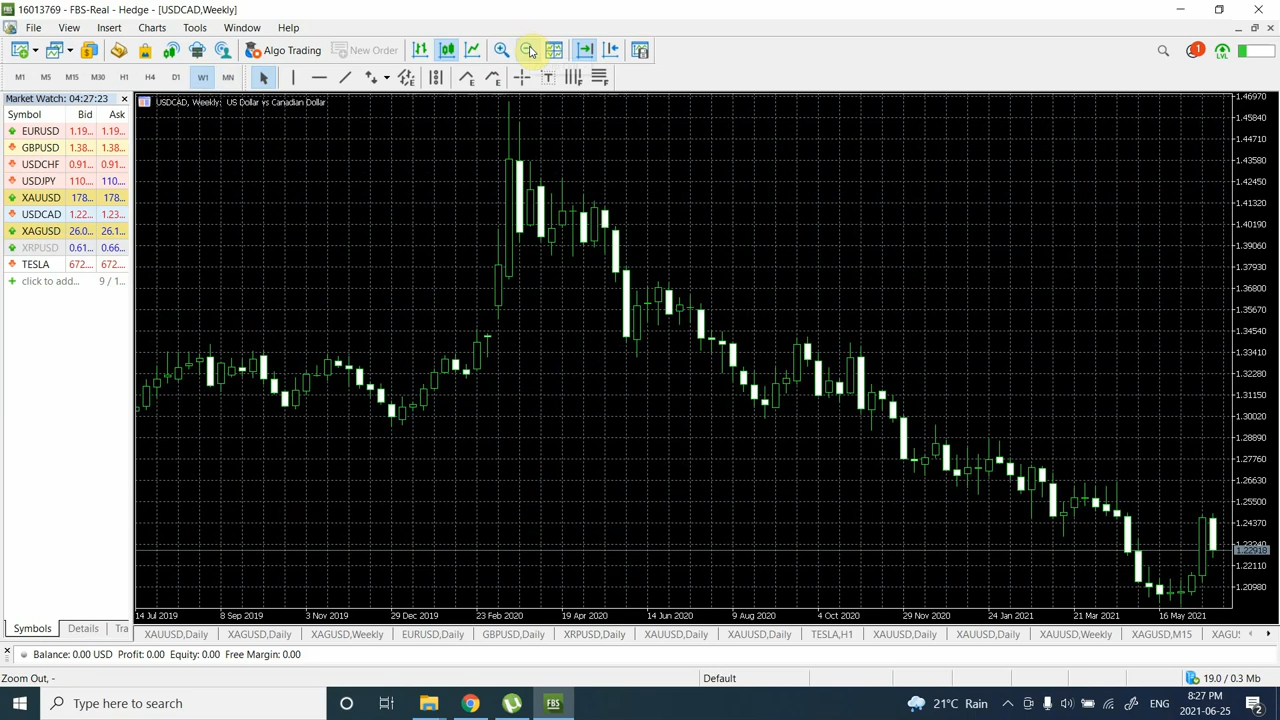 16013769 - FBS-Real - Hedge - [USDCAD,Weekly]
File View Insert Charts Tools Window Help
Algo Trading New Order
1
LVL
M1 M5 M15 M30 H1 H4 D1 W1 MN
Market Watch: 04:27:23
Symbol Bid Ask
EURUSD 1.19... 1.19...
GBPUSD 1.38... 1.38...
USDCHF 0.91... 0.91...
USDJPY 110.... 110....
XAUUSD 178... 178...
USDCAD 1.22... 1.23...
XAGUSD 26.0... 26.1...
XRPUSD 0.61... 0.66...
TESLA 672.... 672....
click to add... 9 / 1...
Symbols Details Tra
USDCAD, Weekly: US Dollar vs Canadian Dollar
1.46970
1.45840
1.44710
1.43580
1.42450
1.41320
1.40190
1.39060
1.37930
1.36800
1.35670
1.34540
1.33410
1.32280
1.31150
1.30020
1.28890
1.27760
1.26630
1.25500
1.24370
1.22918
1.22110
1.20980
14 Jul 2019 8 Sep 2019 3 Nov 2019 29 Dec 2019 23 Feb 2020 19 Apr 2020 14 Jun 2020 9 Aug 2020 4 Oct 2020 29 Nov 2020 24 Jan 2021 21 Mar 2021 16 May 2021
XAUUSD,Daily XAGUSD,Daily XAGUSD,Weekly EURUSD,Daily GBPUSD,Daily XRPUSD,Daily XAUUSD,Daily XAUUSD,Daily TESLA,H1 XAUUSD,Daily XAUUSD,Daily XAUUSD,Weekly XAGUSD,M15 XAGU
Balance: 0.00 USD Profit: 0.00 Equity: 0.00 Free Margin: 0.00
Zoom Out, - Default 19.0 / 0.3 Mb
Type here to search
FBS
21°C Rain
ENG
8:27 PM
2021-06-25
2